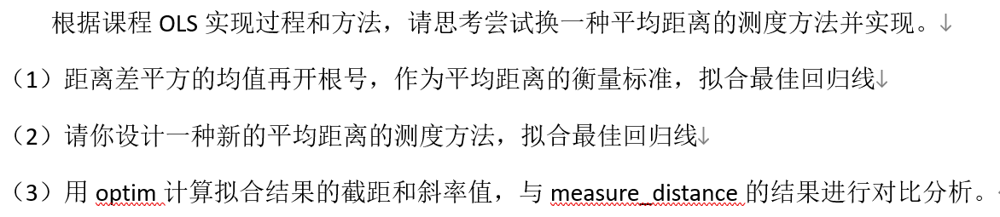 根据课程 OLS 实现过程和方法，请思考尝试换一种平均距离的测度方法并实现。↓
（1）距离差平方的均值再开根号，作为平均距离的衡量标准，拟合最佳回归线↓
（2）请你设计一种新的平均距离的测度方法，拟合最佳回归线↓
（3）用 optim 计算拟合结果的截距和斜率值，与 measure_distance 的结果进行对比分析。